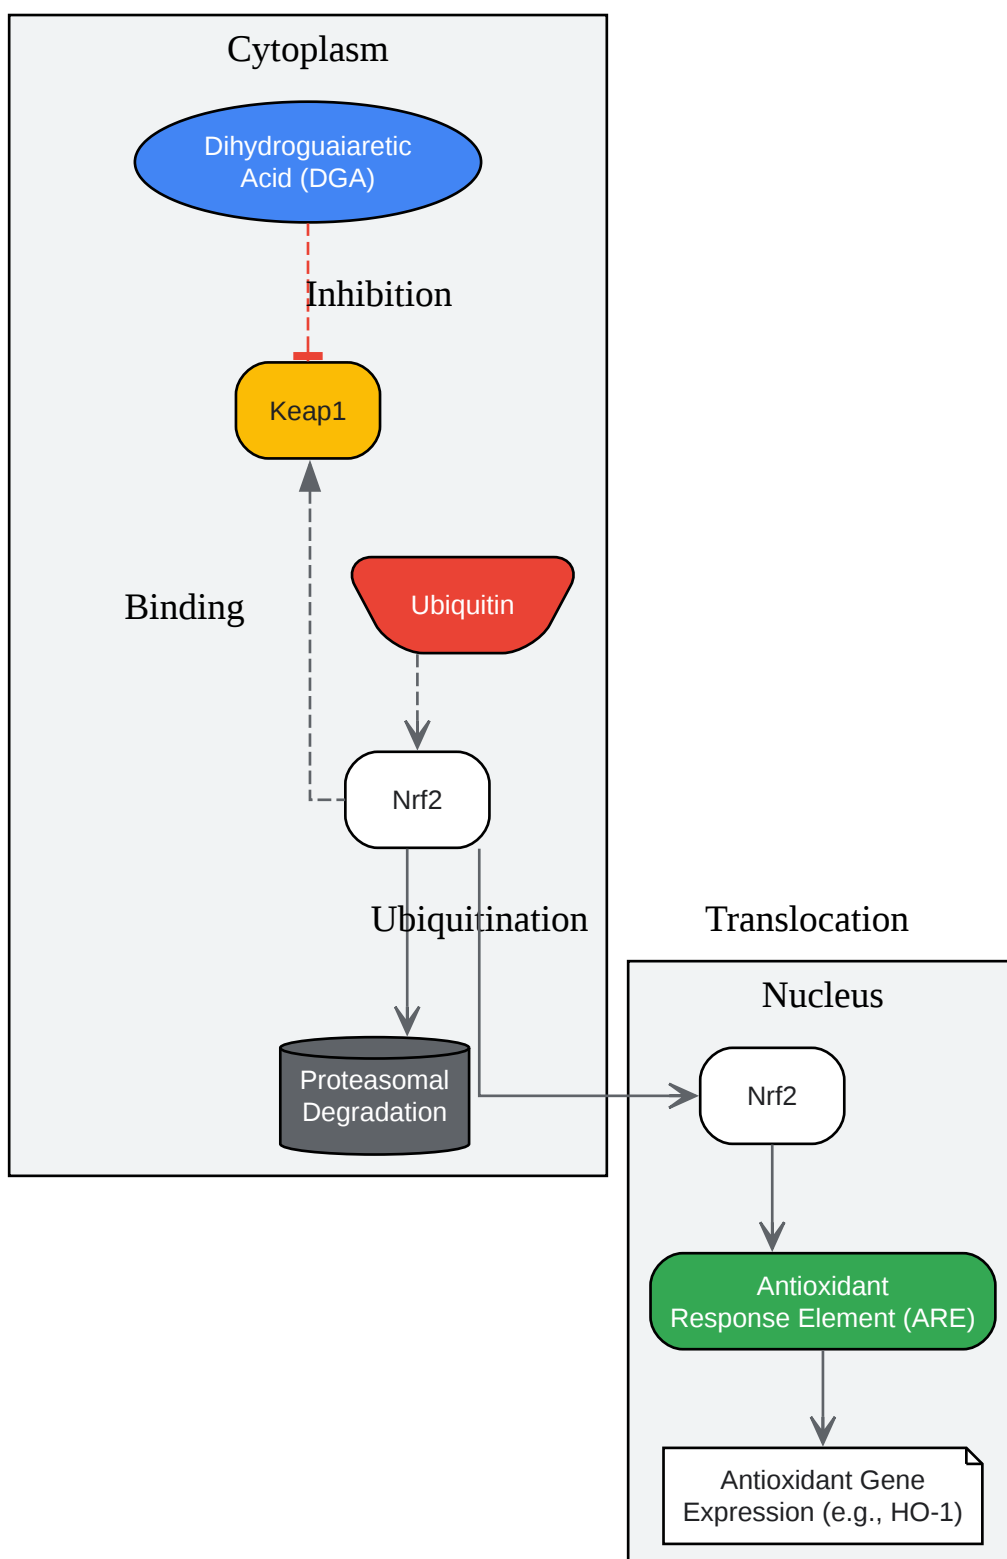 Cytoplasm
Dihydroguaiaretic
Acid (DGA)
Inhibition
Keap1
Binding
Ubiquitin
Nrf2
Ubiquitination
Translocation
Nucleus
Proteasomal
Degradation
Nrf2
Antioxidant
Response Element (ARE)
Antioxidant Gene
Expression (e.g., HO-1)